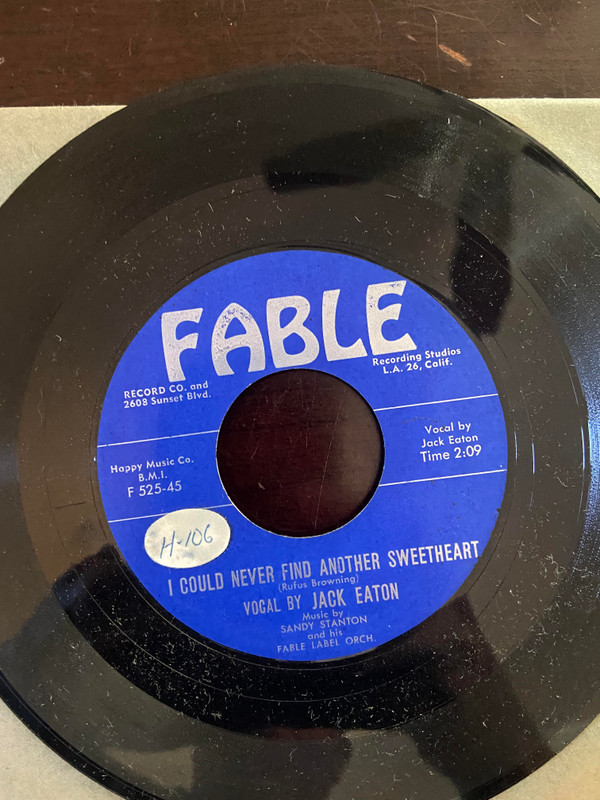 FABLE
RECORD CO. and
2608 Sunset Blvd.
Recording Studios
L.A. 26, Calif.
Happy Music Co.
B.M.I.
F 525-45
Vocal by
Jack Eaton
Time 2:09
H-106
I COULD NEVER FIND ANOTHER SWEETHEART
(Rufus Browning)
VOCAL BY JACK EATON
Music by
SANDY STANTON
and his
FABLE LABEL ORCH.